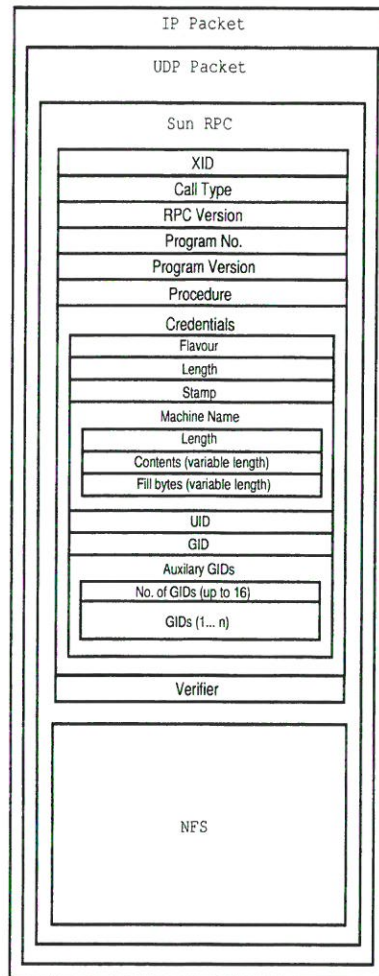 IP Packet
UDP Packet
Sun RPC
XID
Call Type
RPC Version
Program No.
Program Version
Procedure
Credentials
Flavour
Length
Stamp
Machine Name
Length
Contents (variable length)
Fill bytes (variable length)
UID
GID
Auxilary GIDs
No. of GIDs (up to 16)
GIDs (1... n)
Verifier
NFS